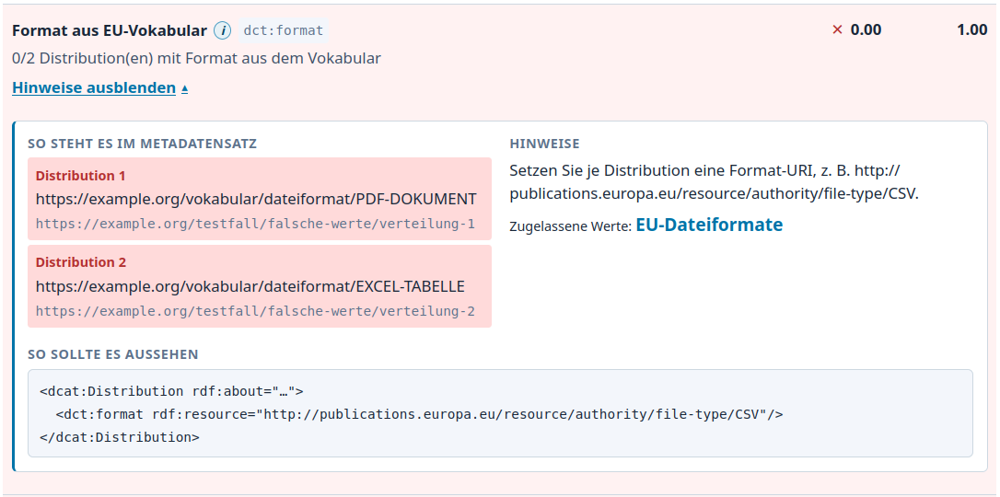 Format aus EU-Vokabular i dct:format × 0.00 1.00
0/2 Distribution(en) mit Format aus dem Vokabular
Hinweise ausblenden ▲
SO STEHT ES IM METADATENSATZ
Distribution 1
https://example.org/vokabular/dateiformat/PDF-DOKUMENT
https://example.org/testfall/falsche-werte/verteilung-1
Distribution 2
https://example.org/vokabular/dateiformat/EXCEL-TABELLE
https://example.org/testfall/falsche-werte/verteilung-2
HINWEISE
Setzen Sie je Distribution eine Format-URI, z. B. http://
publications.europa.eu/resource/authority/file-type/CSV.
Zugelassene Werte: EU-Dateiformate
SO SOLLTE ES AUSSEHEN
<dcat:Distribution rdf:about="…">
  <dct:format rdf:resource="http://publications.europa.eu/resource/authority/file-type/CSV"/>
</dcat:Distribution>